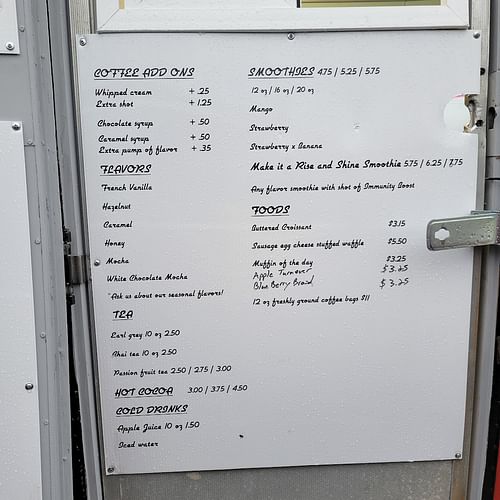 COFFEE ADD ONS
Whipped cream + .25
Extra shot + 1.25
Chocolate syrup + .50
Caramel syrup + .50
Extra pump of flavor + .35
FLAVORS
French Vanilla
Hazelnut
Caramel
Honey
Mocha
White Chocolate Mocha
*Ask us about our seasonal flavors!
TEA
Earl grey 10 oz 2.50
Chai tea 10 oz 2.50
Passion fruit tea 2.50 / 2.75 / 3.00
HOT COCOA 3.00 / 3.75 / 4.50
COLD DRINKS
Apple Juice 10 oz 1.50
Iced water
SMOOTHIES 4.75 / 5.25 / 5.75
12 oz / 16 oz / 20 oz
Mango
Strawberry
Strawberry x Banana
Make it a Rise and Shine Smoothie 5.75 / 6.25 / 7.75
Any flavor smoothie with shot of Immunity Boost
FOODS
Buttered Croissant $3.15
Sausage egg cheese stuffed waffle $5.50
Muffin of the day $3.25
Apple Turnover $3.25
Blue Berry Bread $3.25
12 oz freshly ground coffee bags $11